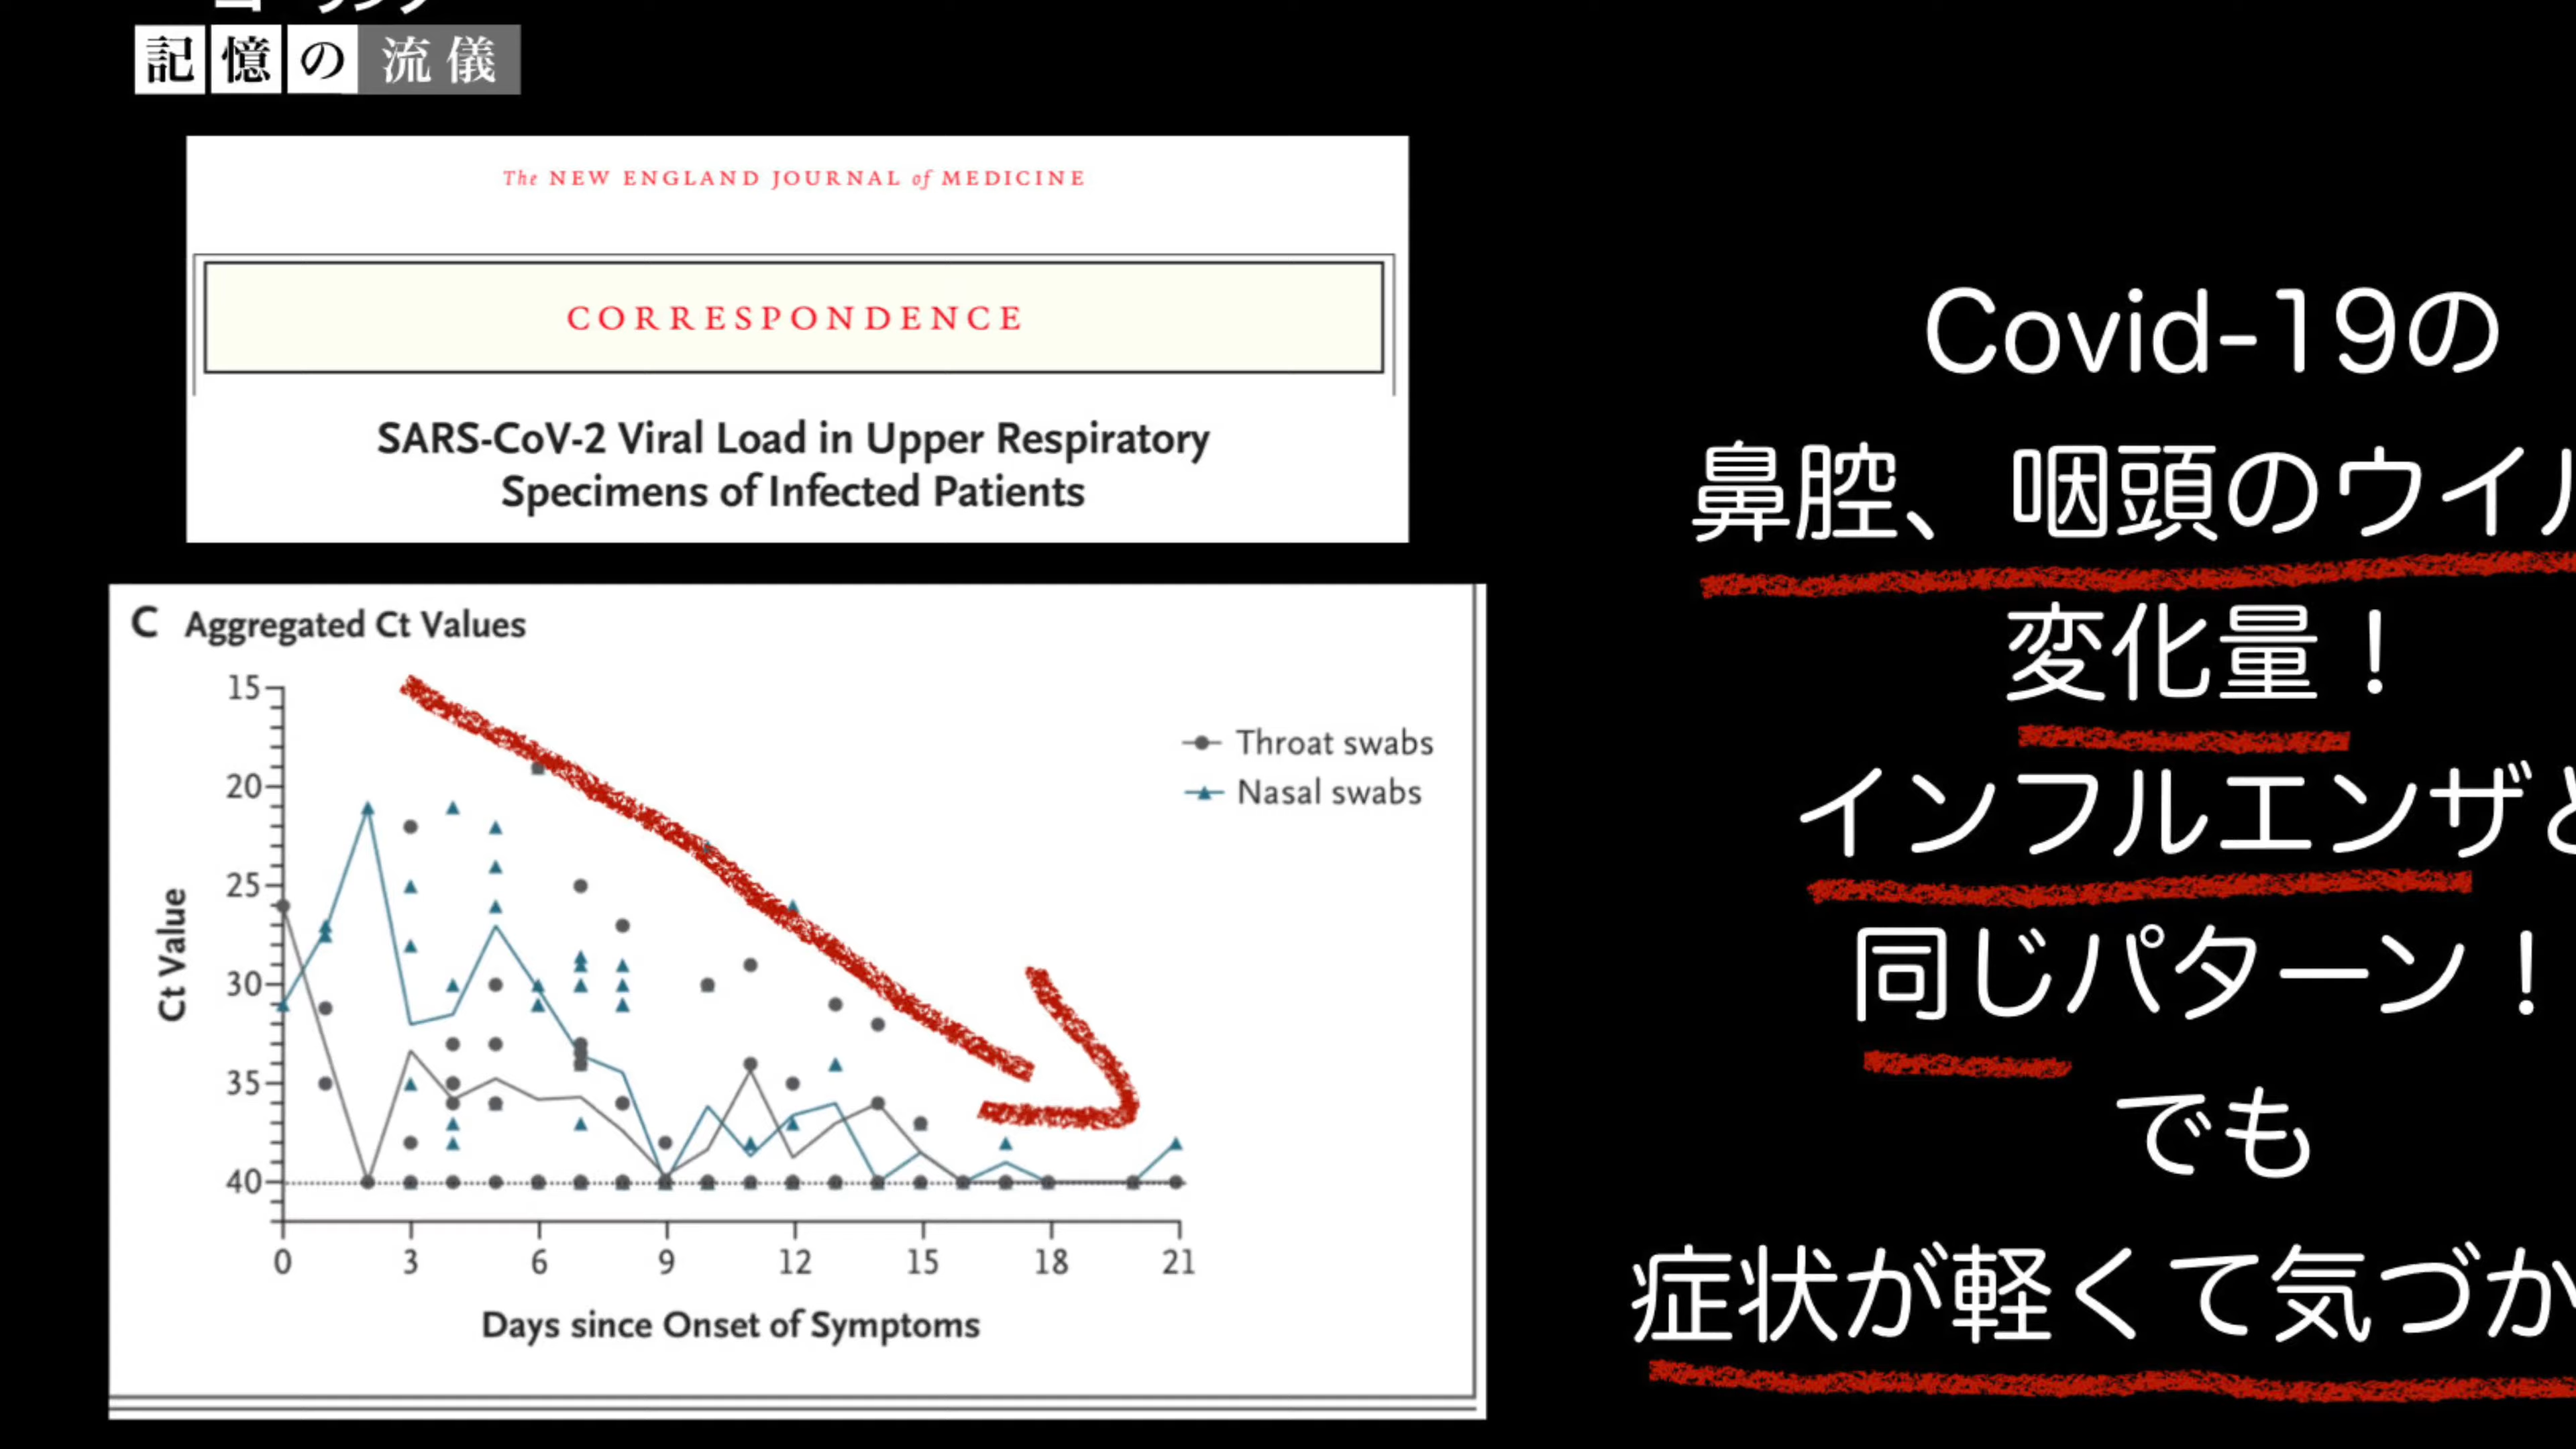 記憶の流儀
The NEW ENGLAND JOURNAL of MEDICINE
CORRESPONDENCE
SARS-CoV-2 Viral Load in Upper Respiratory
Specimens of Infected Patients
C Aggregated Ct Values
15
20
25
30
35
40
Ct Value
Throat swabs
Nasal swabs
0 3 6 9 12 15 18 21
Days since Onset of Symptoms
Covid-19の
鼻腔、咽頭のウイ
変化量！
インフルエンザと
同じパターン！
でも
症状が軽くて気づか